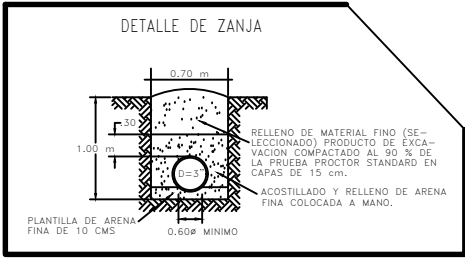 DETALLE DE ZANJA
0.70 m
.30
1.00 m
D=3"
RELLENO DE MATERIAL FINO (SE-
LECCIONADO) PRODUCTO DE EXCA-
VACION COMPACTADO AL 90 % DE
LA PRUEBA PROCTOR STANDARD EN
CAPAS DE 15 cm.
ACOSTILLADO Y RELLENO DE ARENA
FINA COLOCADA A MANO.
PLANTILLA DE ARENA
FINA DE 10 CMS
0.60ø MINIMO